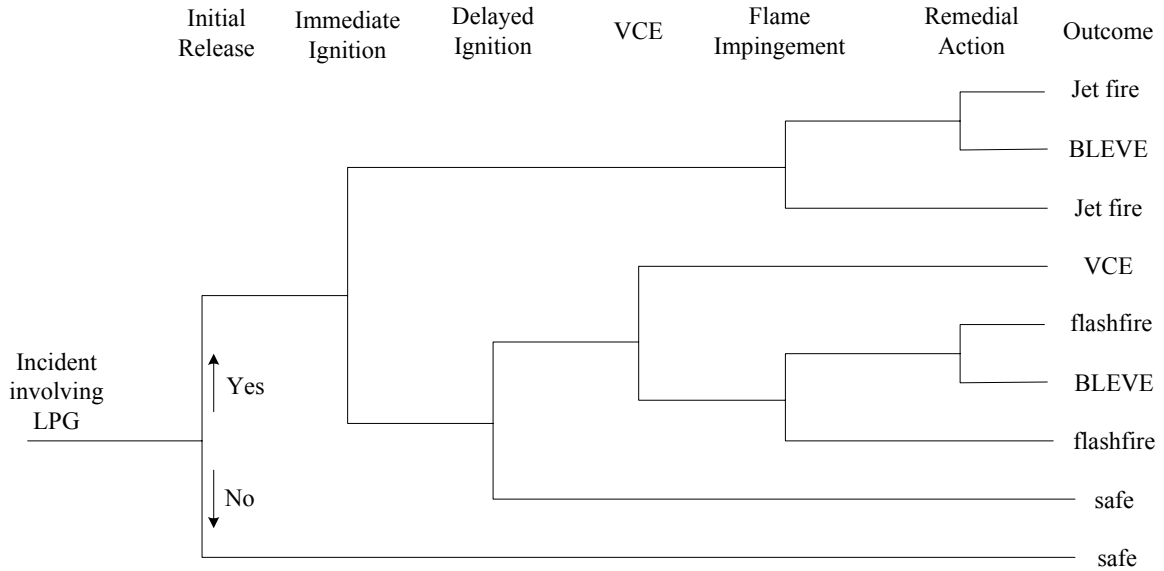 Initial
Release
Immediate
Ignition
Delayed
Ignition
VCE
Flame
Impingement
Remedial
Action
Outcome
Jet fire
BLEVE
Jet fire
VCE
flashfire
BLEVE
flashfire
safe
safe
Incident
involving
LPG
Yes
No